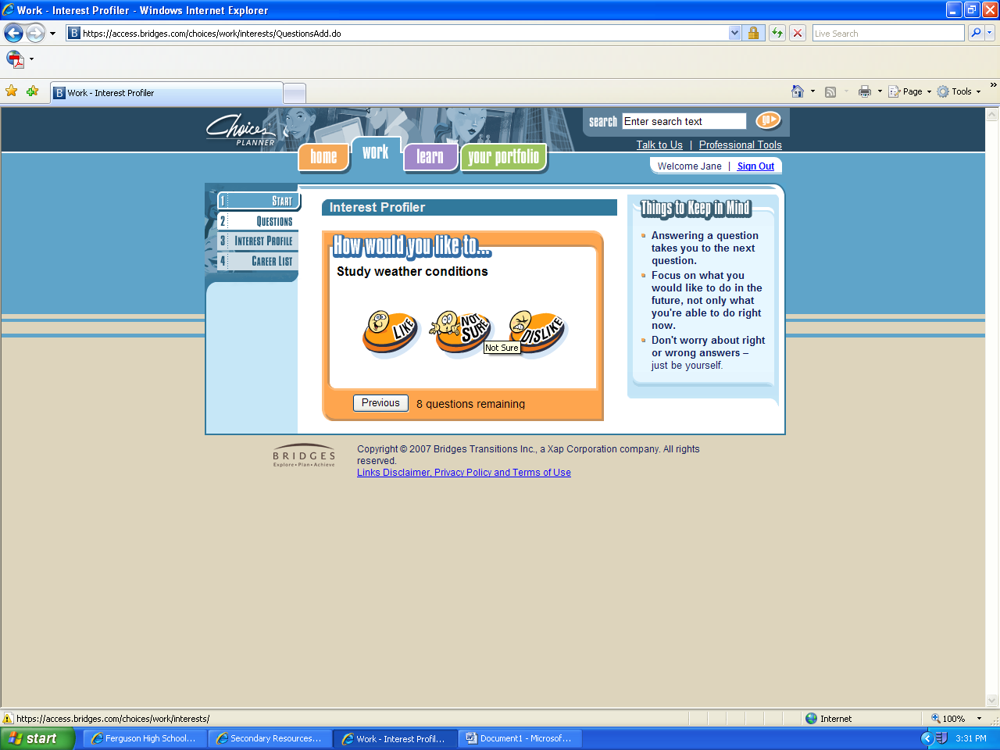 Work - Interest Profiler - Windows Internet Explorer
https://access.bridges.com/choices/work/interests/QuestionsAdd.do
Live Search
Work - Interest Profiler
Page
Tools
Choices
PLANNER
search
Enter search text
go
Talk to Us | Professional Tools
home
work
learn
your portfolio
Welcome Jane | Sign Out
1 START
2 QUESTIONS
3 INTEREST PROFILE
4 CAREER LIST
Interest Profiler
How would you like to...
Study weather conditions
LIKE
NOT SURE
DISLIKE
Not Sure
Previous
8 questions remaining
Things to Keep in Mind
Answering a question
takes you to the next
question.
Focus on what you
would like to do in the
future, not only what
you're able to do right
now.
Don't worry about right
or wrong answers –
just be yourself.
BRIDGES
Explore • Plan • Achieve
Copyright © 2007 Bridges Transitions Inc., a Xap Corporation company. All rights
reserved.
Links Disclaimer, Privacy Policy and Terms of Use
https://access.bridges.com/choices/work/interests/
Internet
100%
start
Ferguson High School...
Secondary Resources...
Work - Interest Profil...
Document1 - Microsof...
3:31 PM